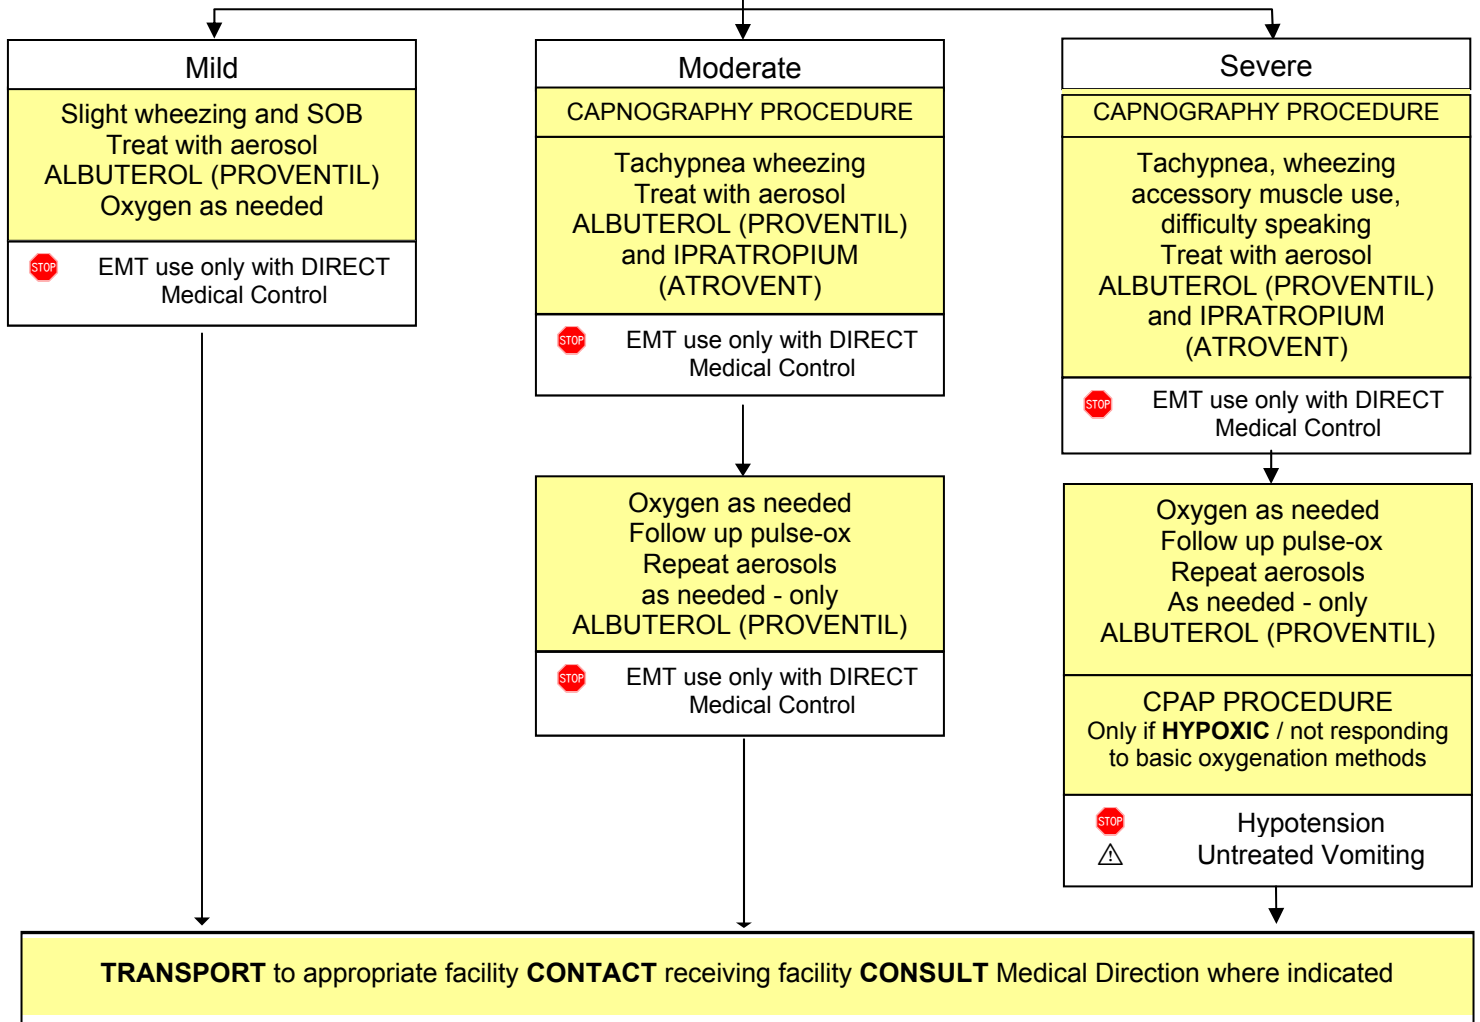 Mild
Slight wheezing and SOB
Treat with aerosol
ALBUTEROL (PROVENTIL)
Oxygen as needed
STOP EMT use only with DIRECT
Medical Control
Moderate
CAPNOGRAPHY PROCEDURE
Tachypnea wheezing
Treat with aerosol
ALBUTEROL (PROVENTIL)
and IPRATROPIUM
(ATROVENT)
STOP EMT use only with DIRECT
Medical Control
Oxygen as needed
Follow up pulse-ox
Repeat aerosols
as needed - only
ALBUTEROL (PROVENTIL)
STOP EMT use only with DIRECT
Medical Control
Severe
CAPNOGRAPHY PROCEDURE
Tachypnea, wheezing
accessory muscle use,
difficulty speaking
Treat with aerosol
ALBUTEROL (PROVENTIL)
and IPRATROPIUM
(ATROVENT)
STOP EMT use only with DIRECT
Medical Control
Oxygen as needed
Follow up pulse-ox
Repeat aerosols
As needed - only
ALBUTEROL (PROVENTIL)
CPAP PROCEDURE
Only if HYPOXIC / not responding
to basic oxygenation methods
STOP Hypotension
⚠ Untreated Vomiting
TRANSPORT to appropriate facility CONTACT receiving facility CONSULT Medical Direction where indicated